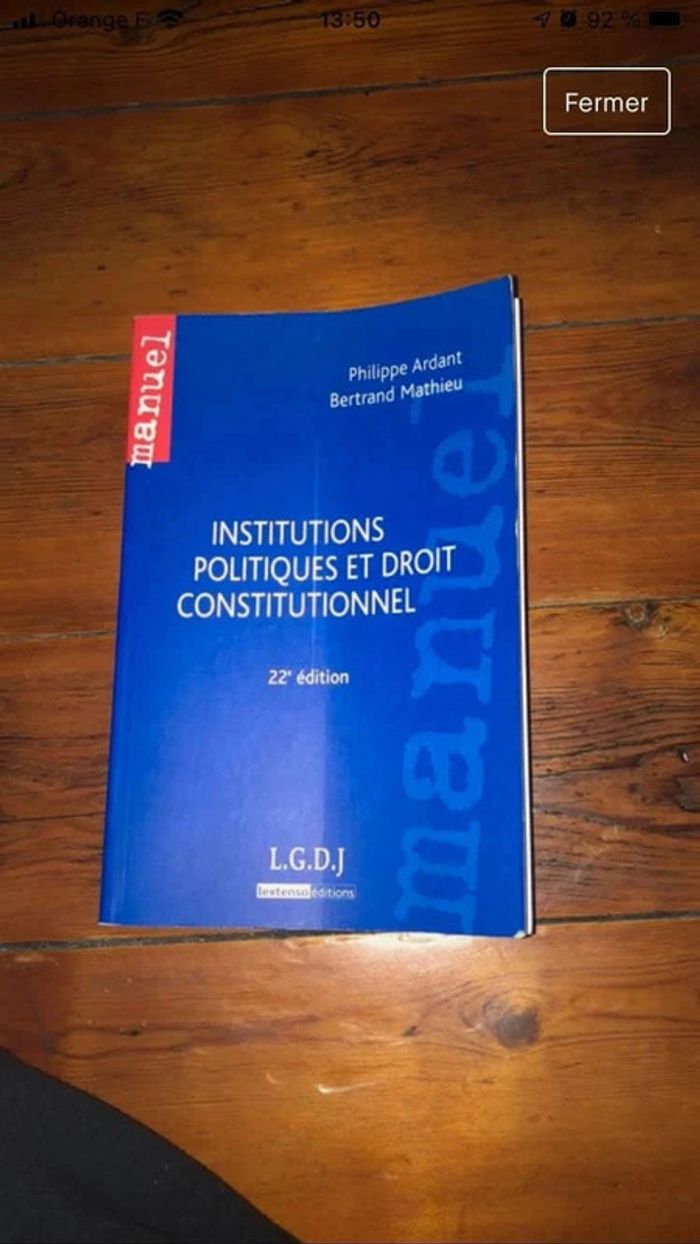 Orange F
13:50
92 %
Fermer
manuel
Philippe Ardant
Bertrand Mathieu
manuel
INSTITUTIONS
POLITIQUES ET DROIT
CONSTITUTIONNEL
22e édition
L.G.D.J
lextenso éditions